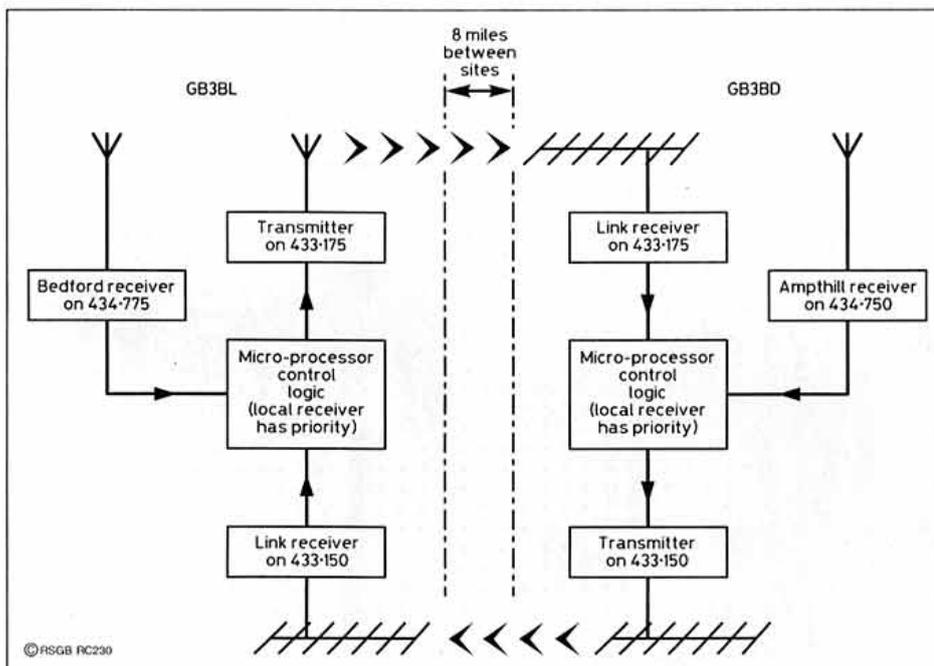 8 miles
between
sites
GB3BL
GB3BD
Transmitter
on 433·175
Link receiver
on 433·175
Bedford receiver
on 434·775
Ampthill receiver
on 434·750
Micro-processor
control
logic
(local receiver
has priority)
Micro-processor
control
logic
(local receiver
has priority)
Link receiver
on 433·150
Transmitter
on 433·150
©RSGB RC230